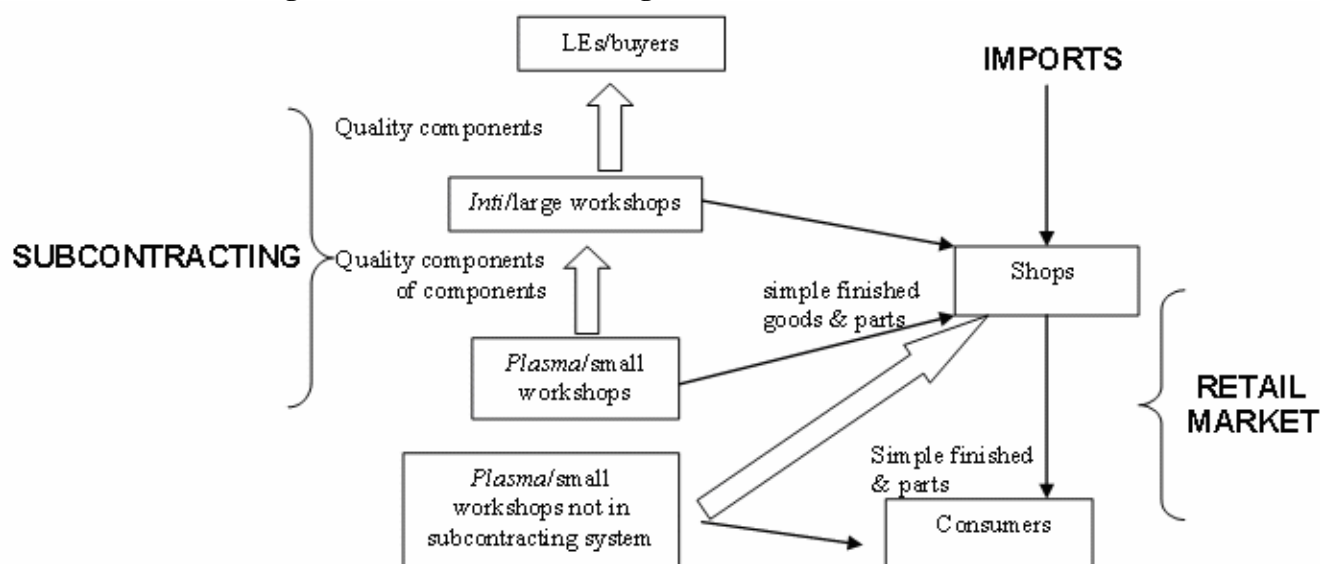 LEs/buyers
IMPORTS
Quality components
Inti/large workshops
SUBCONTRACTING
Quality components
of components
Shops
simple finished
goods & parts
Plasma/small
workshops
RETAIL
MARKET
Simple finished
& parts
Plasma/small
workshops not in
subcontracting system
Consumers